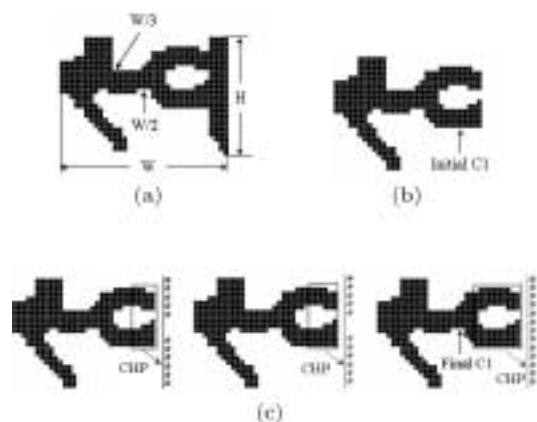 W/3
H
W/2
W
Initial C1
(a)
(b)
CHP
CHP
Final C1
CHP
(c)